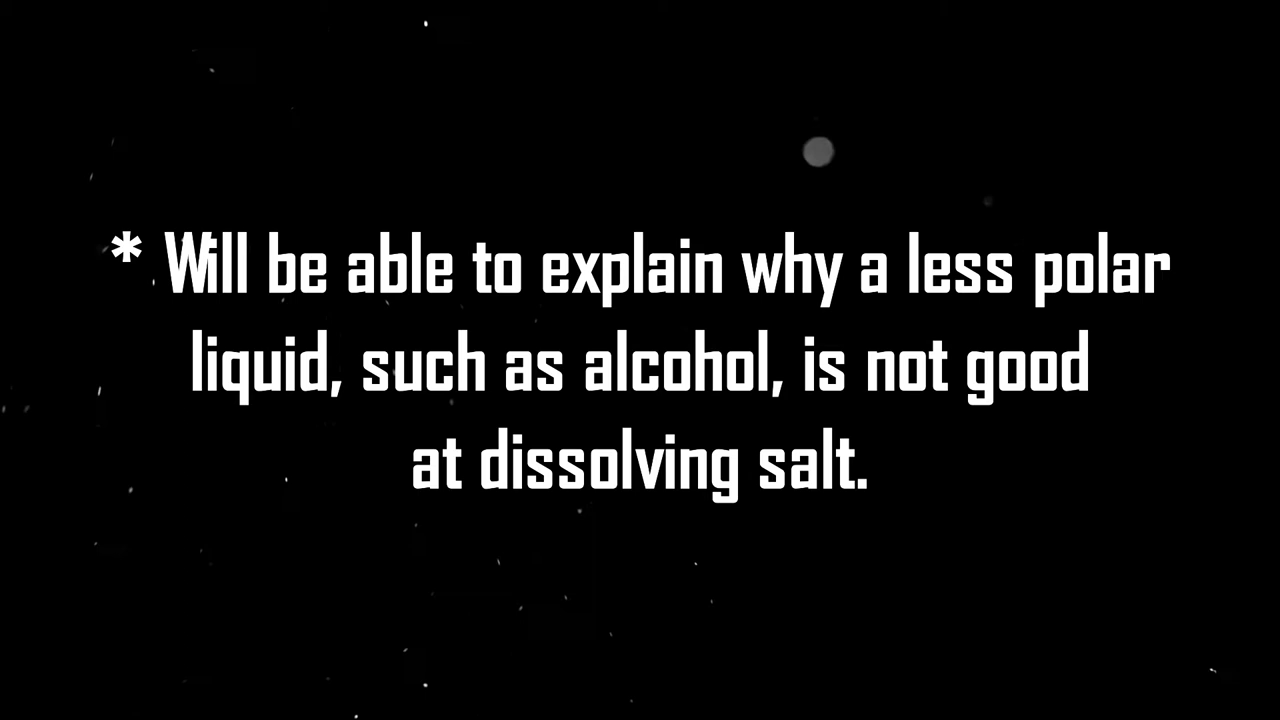 * Will be able to explain why a less polar
liquid, such as alcohol, is not good
at dissolving salt.